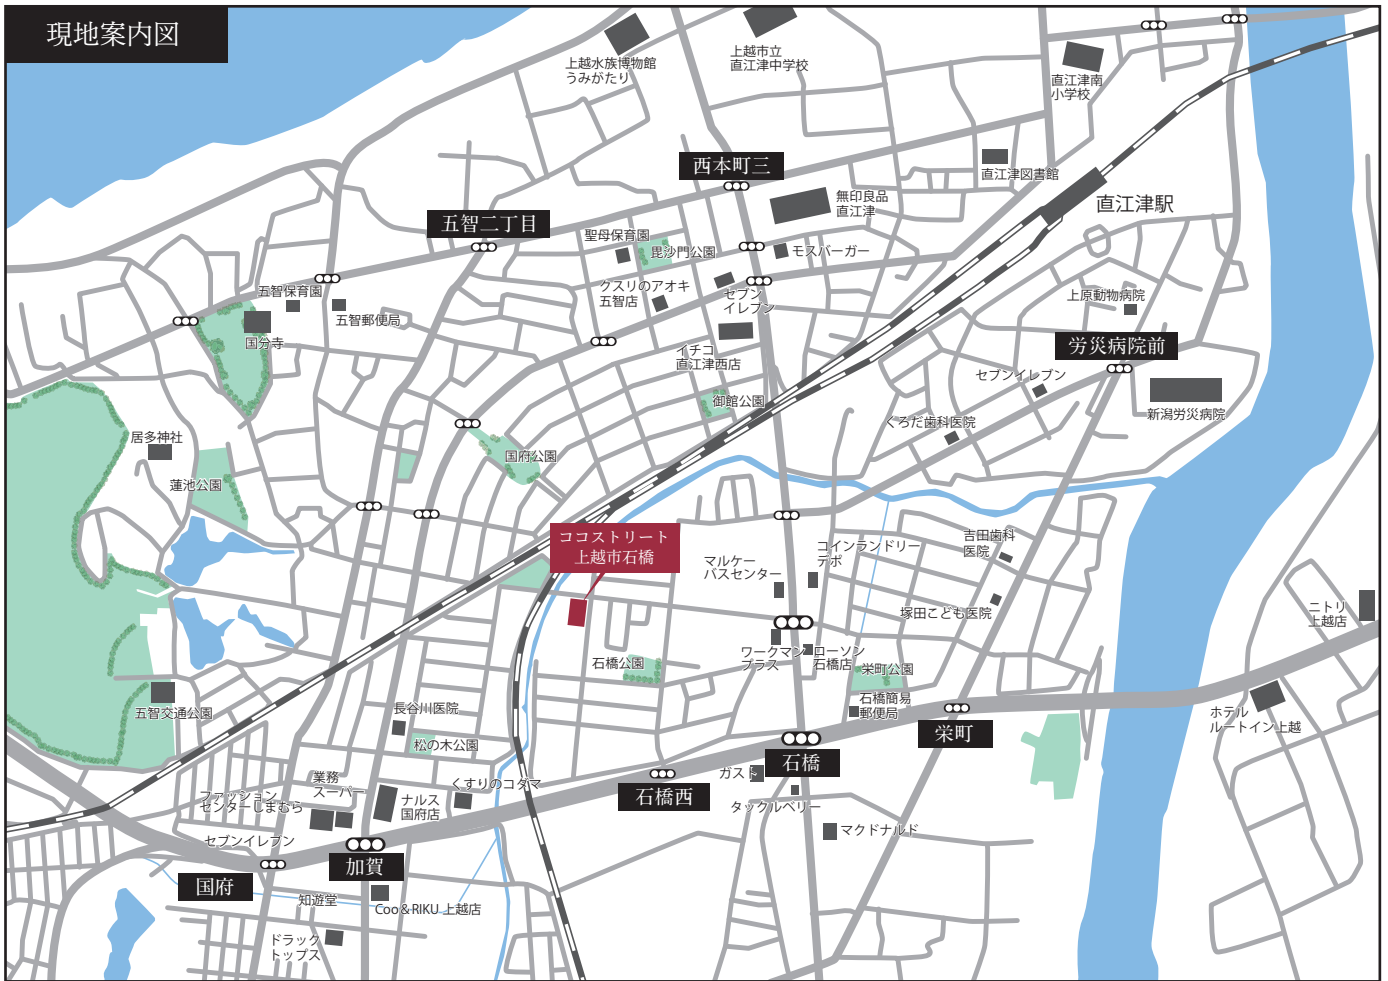 現地案内図
上越水族博物館
うみがたり
上越市立
直江津中学校
直江津南
小学校
西本町三
直江津図書館
無印良品
直江津
直江津駅
五智二丁目
聖母保育園
毘沙門公園
モスバーガー
クスリのアオキ
五智店
セブン
イレブン
五智保育園
五智郵便局
国分寺
上原動物病院
イチコ
直江津西店
労災病院前
セブンイレブン
御館公園
新潟労災病院
くろだ歯科医院
居多神社
国府公園
蓮池公園
ココストリート
上越市石橋
マルケー
バスセンター
コインランドリー
デポ
吉田歯科
医院
塚田こども医院
ニトリ
上越店
ワークマン
プラス
ローソン
石橋店
石橋公園
栄町公園
石橋簡易
郵便局
五智交通公園
長谷川医院
松の木公園
ホテル
ルートイン上越
栄町
石橋
ガスト
石橋西
タックルベリー
くすりのコダマ
業務
スーパー
ファッション
センターしまむら
ナルス
国府店
マクドナルド
セブンイレブン
加賀
国府
知遊堂
Coo&RIKU 上越店
ドラック
トップス